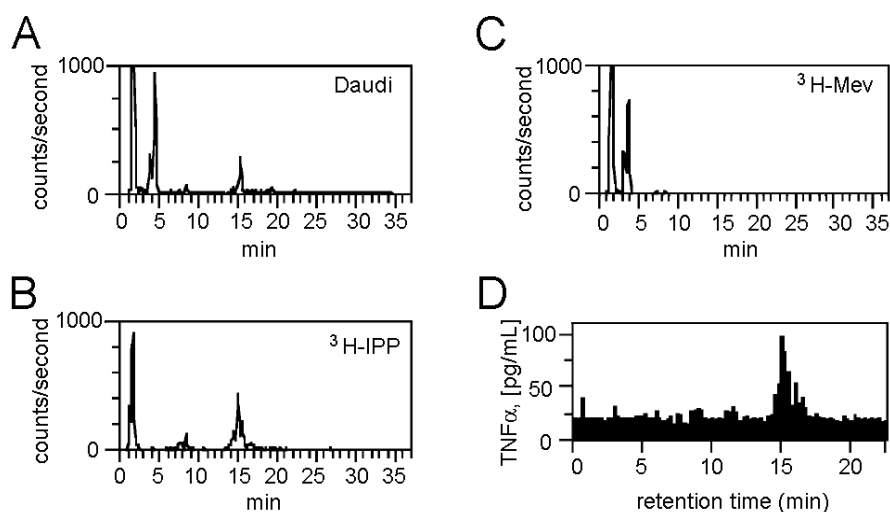 A
counts/second
1000
0
Daudi
0 5 10 15 20 25 30 35
min
B
counts/second
1000
0
³ H-IPP
0 5 10 15 20 25 30 35
min
C
counts/second
1000
0
³ H-Mev
0 5 10 15 20 25 30 35
min
D
TNFα, [pg/mL]
100
50
0
0 5 10 15 20
retention time (min)